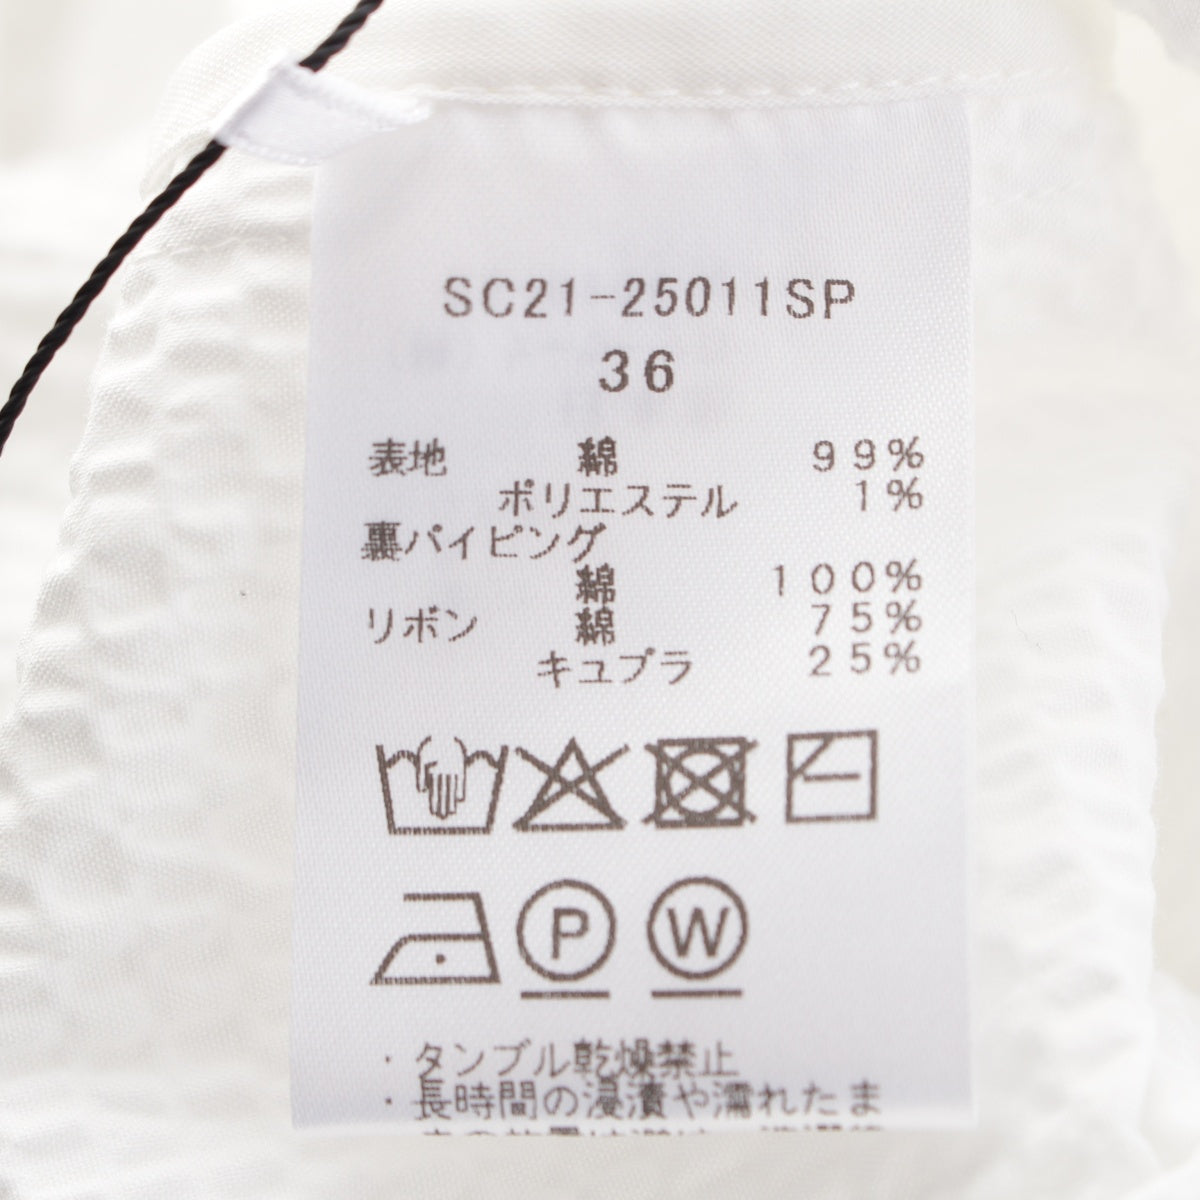 SC21-25011SP
36
表地 綿 99%
ポリエステル 1%
裏パイピング
綿 100%
リボン 綿 75%
キュプラ 25%
P W
・タンブル乾燥禁止
・長時間の浸漬や濡れたま